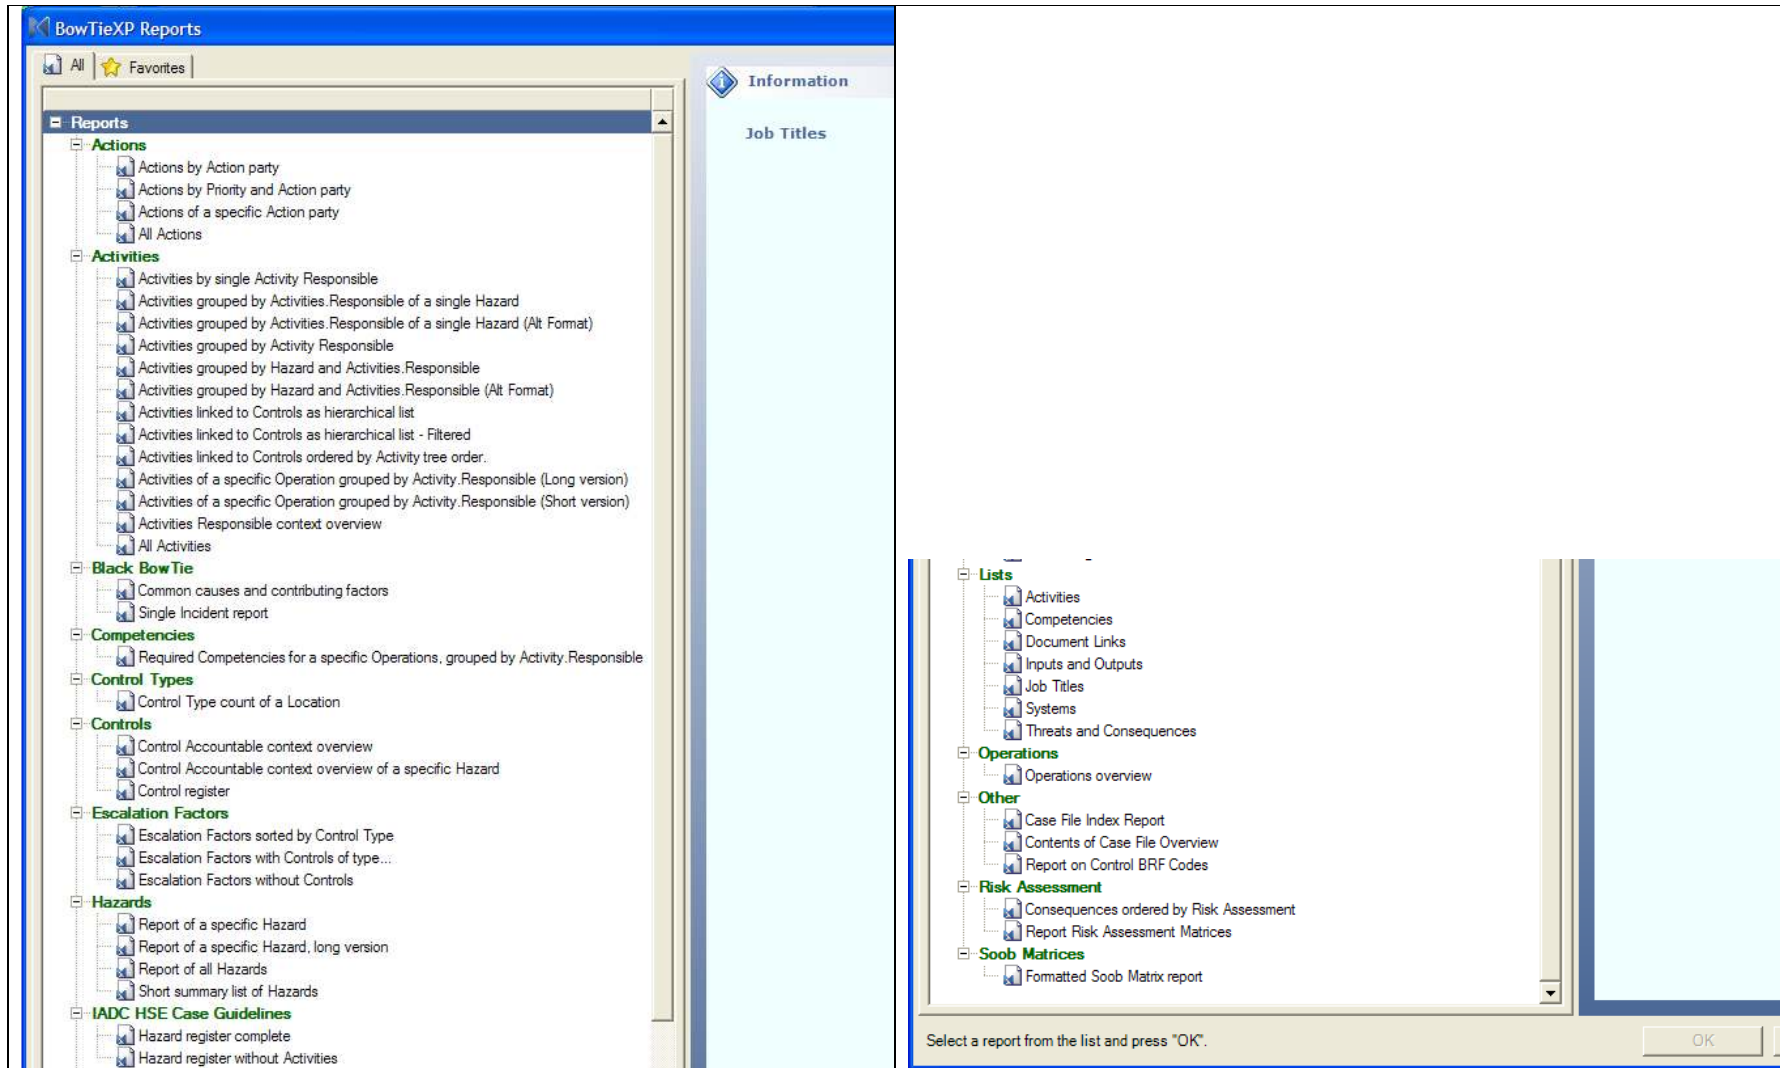 BowTieXP Reports
All
Favorites
Information
Job Titles
Reports
Actions
Actions by Action party
Actions by Priority and Action party
Actions of a specific Action party
All Actions
Activities
Activities by single Activity Responsible
Activities grouped by Activities.Responsible of a single Hazard
Activities grouped by Activities.Responsible of a single Hazard (Alt Format)
Activities grouped by Activity Responsible
Activities grouped by Hazard and Activities.Responsible
Activities grouped by Hazard and Activities.Responsible (Alt Format)
Activities linked to Controls as hierarchical list
Activities linked to Controls as hierarchical list - Filtered
Activities linked to Controls ordered by Activity tree order.
Activities of a specific Operation grouped by Activity.Responsible (Long version)
Activities of a specific Operation grouped by Activity.Responsible (Short version)
Activities Responsible context overview
All Activities
Black BowTie
Common causes and contributing factors
Single Incident report
Competencies
Required Competencies for a specific Operations, grouped by Activity.Responsible
Control Types
Control Type count of a Location
Controls
Control Accountable context overview
Control Accountable context overview of a specific Hazard
Control register
Escalation Factors
Escalation Factors sorted by Control Type
Escalation Factors with Controls of type...
Escalation Factors without Controls
Hazards
Report of a specific Hazard
Report of a specific Hazard, long version
Report of all Hazards
Short summary list of Hazards
IADC HSE Case Guidelines
Hazard register complete
Hazard register without Activities
Lists
Activities
Competencies
Document Links
Inputs and Outputs
Job Titles
Systems
Threats and Consequences
Operations
Operations overview
Other
Case File Index Report
Contents of Case File Overview
Report on Control BRF Codes
Risk Assessment
Consequences ordered by Risk Assessment
Report Risk Assessment Matrices
Soob Matrices
Formatted Soob Matrix report
Select a report from the list and press "OK".
OK